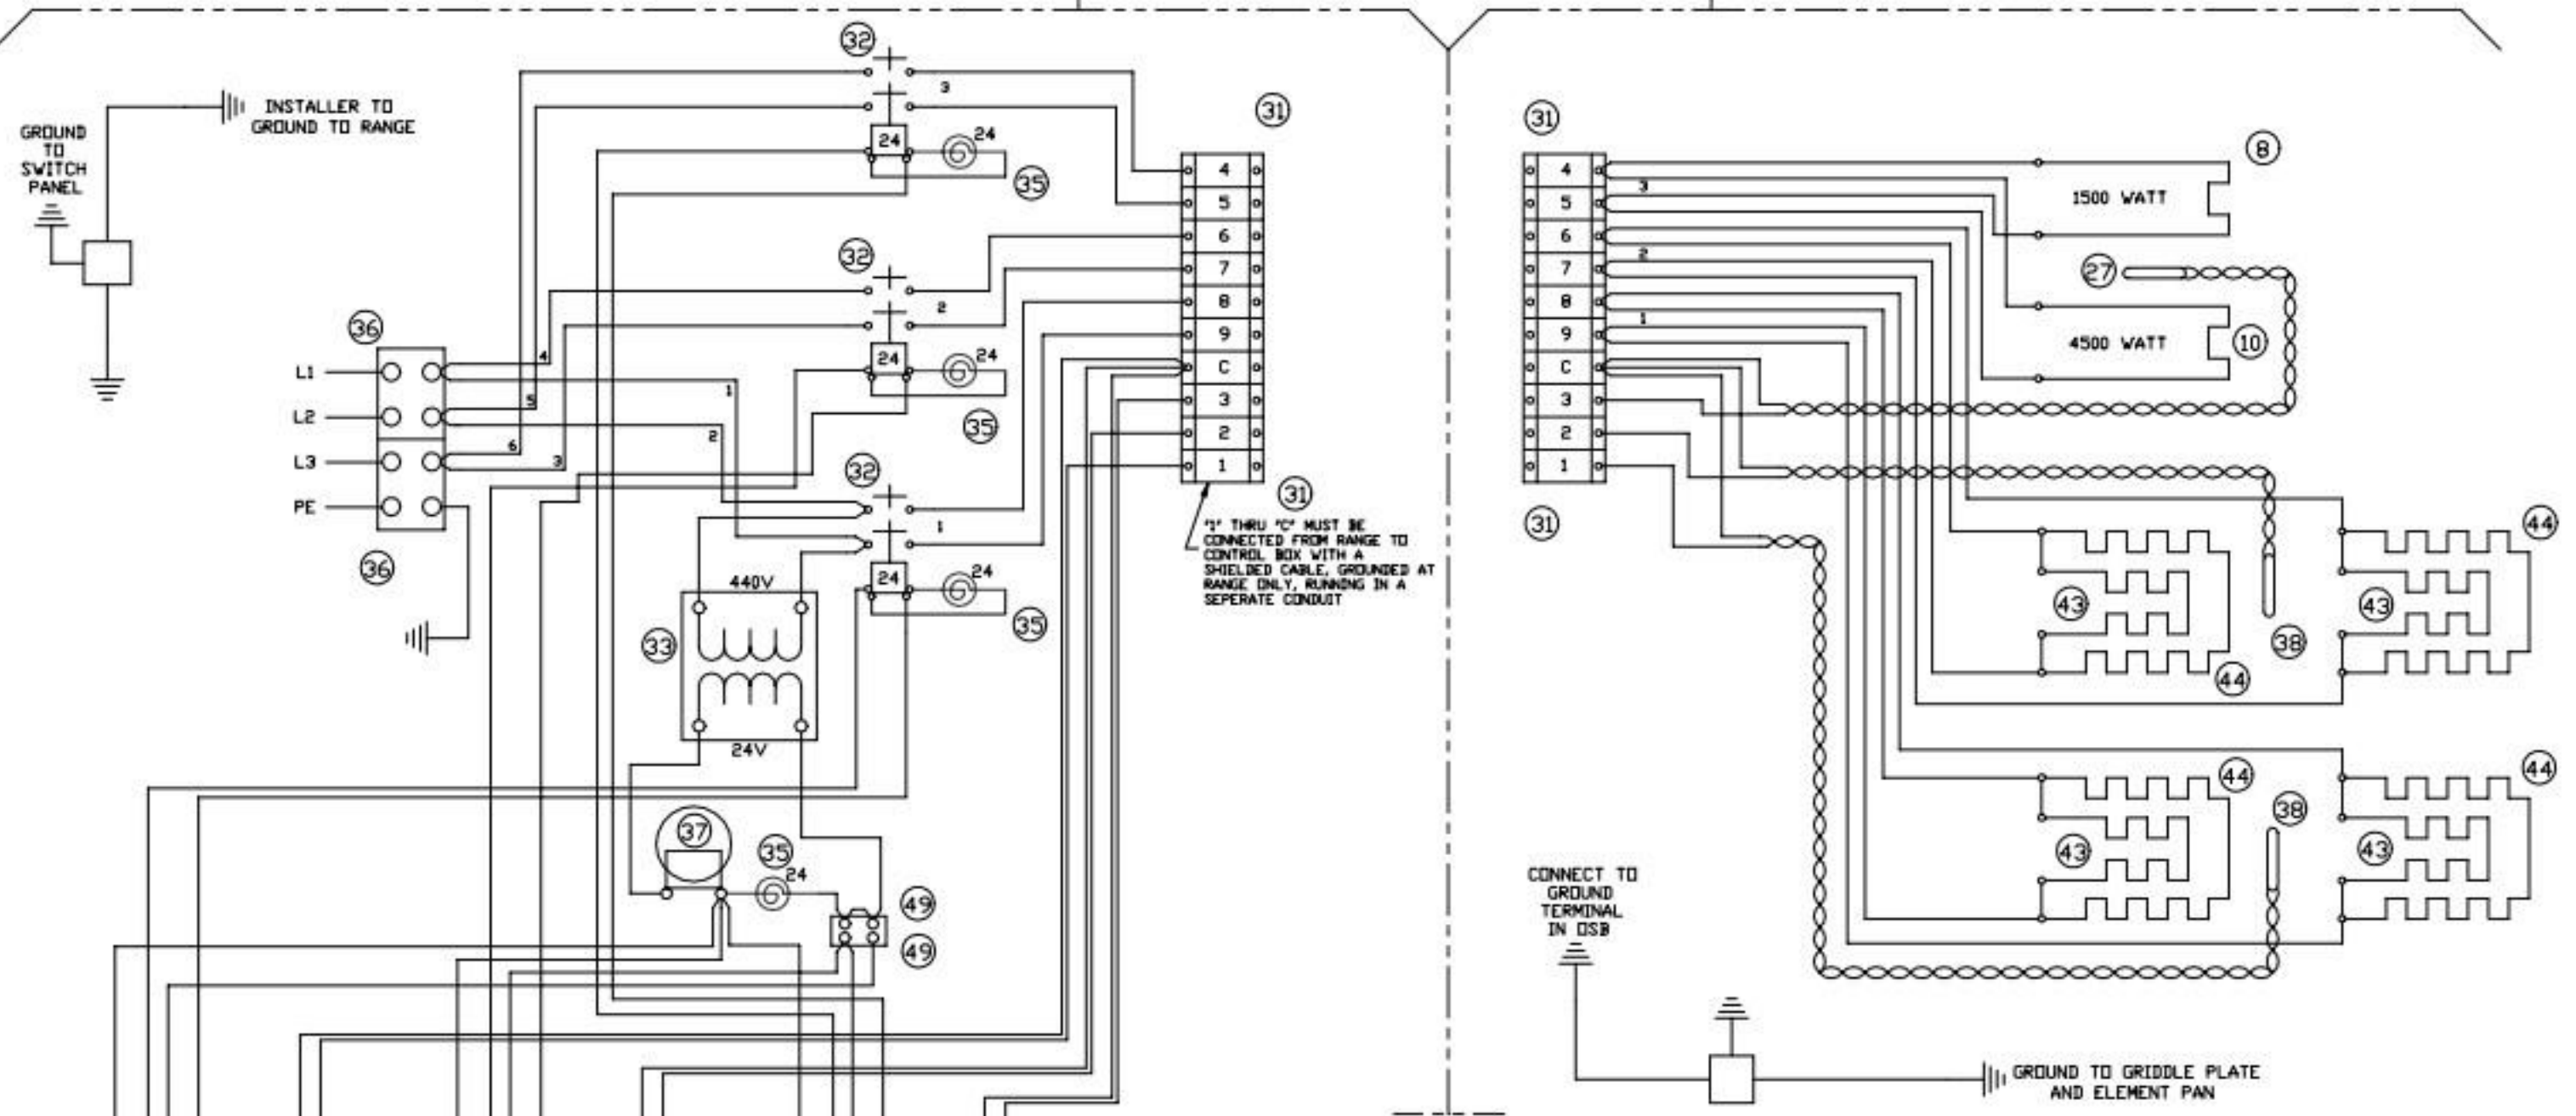 32
3
INSTALLER TO
GROUND TO RANGE
GROUND
TO
SWITCH
PANEL
24
24
35
32
2
24
24
35
36
L1
L2
L3
PE
36
4
1
5
2
6
3
32
1
24
24
35
440V
33
24V
37
35
24
49
49
31
4
5
6
7
8
9
C
3
2
1
31
"1" THRU "C" MUST BE
CONNECTED FROM RANGE TO
CONTROL BOX WITH A
SHIELDED CABLE, GROUNDED AT
RANGE ONLY, RUNNING IN A
SEPERATE CONDUIT
31
4
5
6
7
8
9
C
3
2
1
31
3
2
1
8
1500 WATT
27
4500 WATT
10
44
43
43
38
44
44
44
38
43
43
CONNECT TO
GROUND
TERMINAL
IN OSB
GROUND TO GRIDDLE PLATE
AND ELEMENT PAN